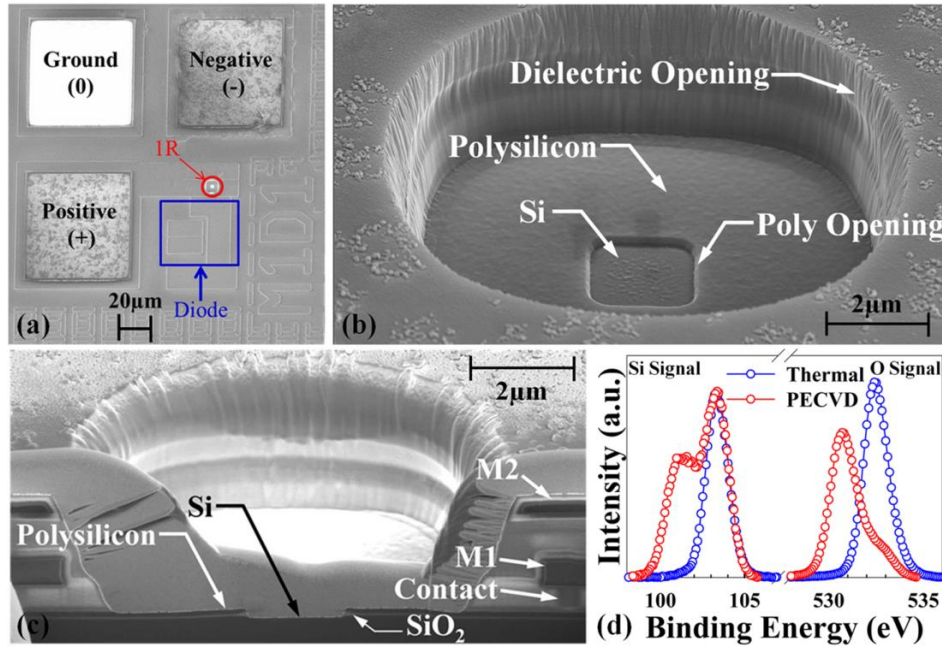 Ground
(0)
Negative
(-)
1R
Positive
(+)
M1D1
20μm
Diode
(a)
Dielectric Opening
Polysilicon
Si
Poly Opening
2μm
(b)
2μm
M2
Si
Polysilicon
M1
Contact
SiO2
(c)
Si Signal
Thermal
O Signal
PECVD
Intensity (a.u.)
100
105
530
535
Binding Energy (eV)
(d)